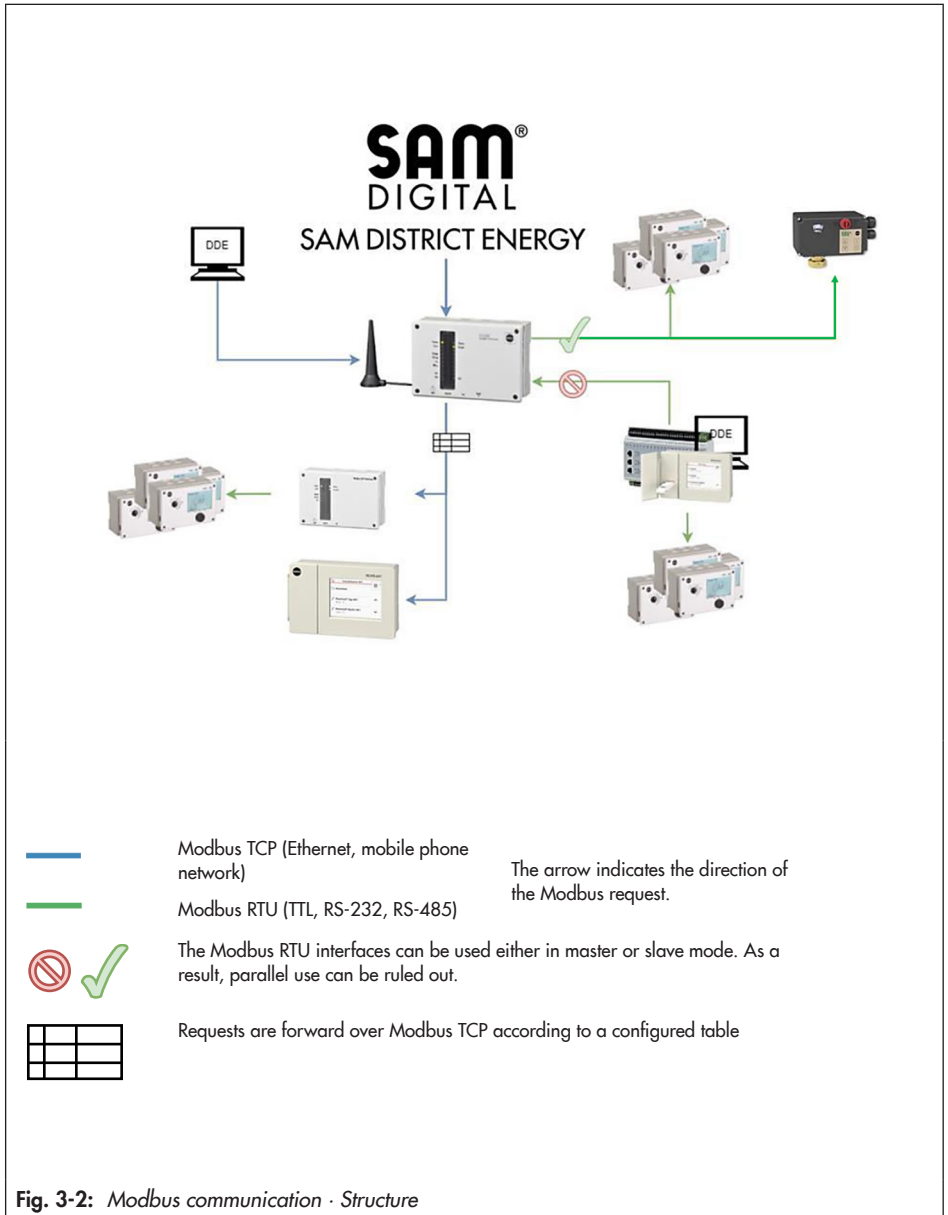 SAM®
DIGITAL
SAM DISTRICT ENERGY
DDE
DDE
Modbus TCP (Ethernet, mobile phone
network)
The arrow indicates the direction of
the Modbus request.
Modbus RTU (TTL, RS-232, RS-485)
The Modbus RTU interfaces can be used either in master or slave mode. As a
result, parallel use can be ruled out.
Requests are forward over Modbus TCP according to a configured table
Fig. 3-2: Modbus communication · Structure